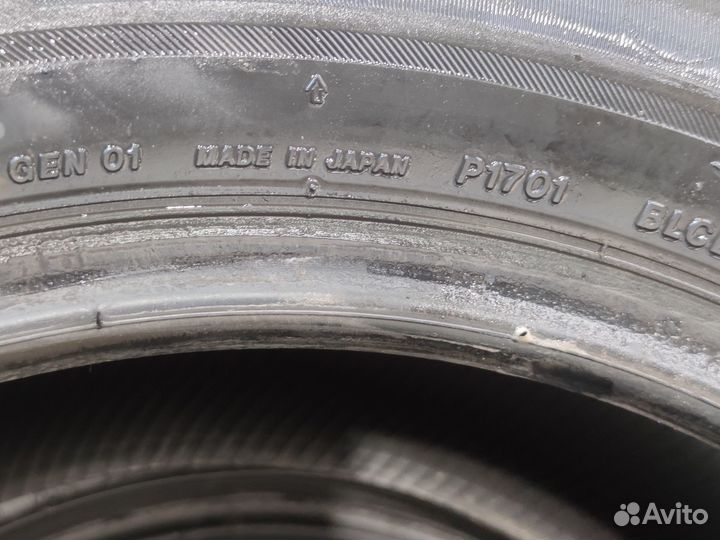 GEN 01 MADE IN JAPAN P1701
Avito